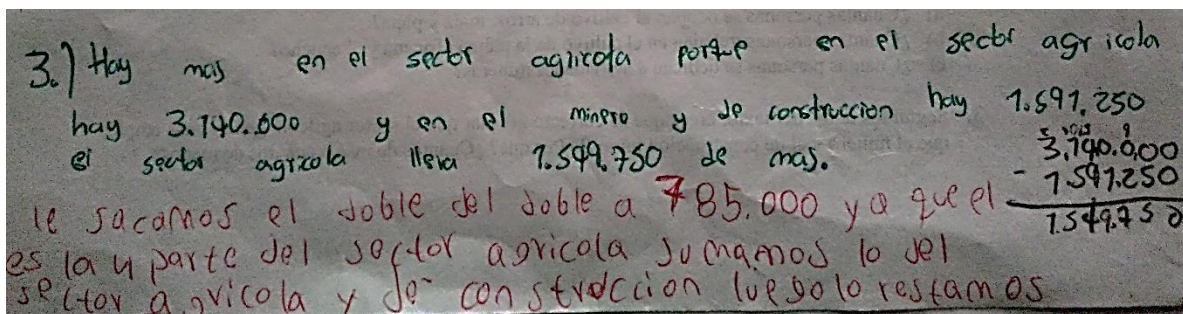 3.) Hay mas en el sector agricola porque en el sector agricola
hay 3.140.000 y en el minero y de construccion hay 1.591.250
el sector agricola lleva 1.549.750 de mas.
3.140.000
- 1.591.250
1.549.750
le sacamos el doble del doble a 785.000 ya que el
es la 4 parte del sector agricola sumamos lo del
sector agricola y de construccion luego lo restamos